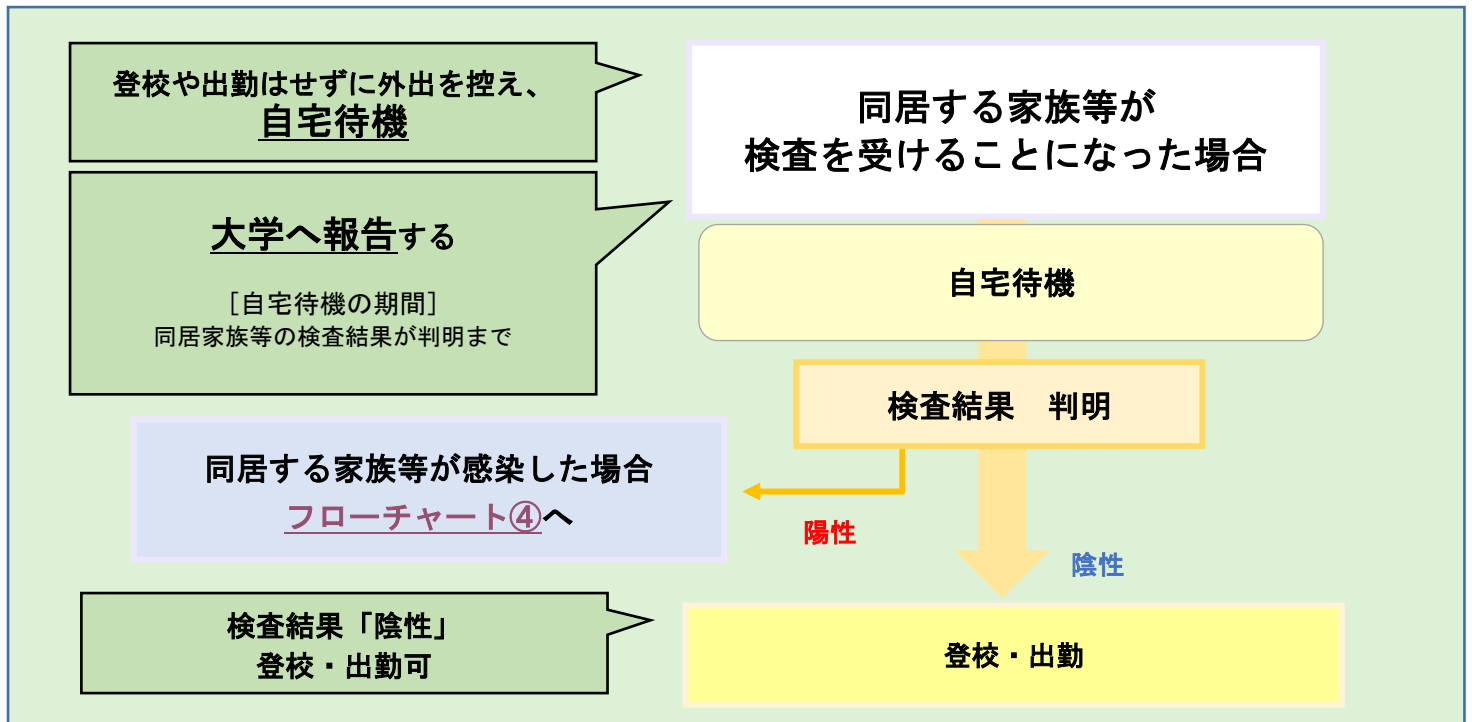 登校や出勤はせずに外出を控え、
自宅待機
同居する家族等が
検査を受けることになった場合
大学へ報告する
[自宅待機の期間]
同居家族等の検査結果が判明まで
自宅待機
検査結果　判明
同居する家族等が感染した場合
フローチャート④へ
陽性
陰性
検査結果「陰性」
登校・出勤可
登校・出勤